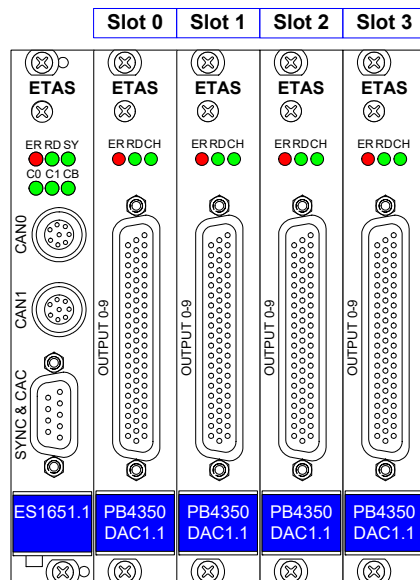 Slot 0 Slot 1 Slot 2 Slot 3
ETAS ETAS ETAS ETAS ETAS
ER RD SY ER RD CH ER RD CH ER RD CH ER RD CH
C0 C1 CB
CAN0
CAN1
SYNC & CAC
OUTPUT 0-9 OUTPUT 0-9 OUTPUT 0-9 OUTPUT 0-9
ES1651.1 PB4350 PB4350 PB4350 PB4350
DAC1.1 DAC1.1 DAC1.1 DAC1.1